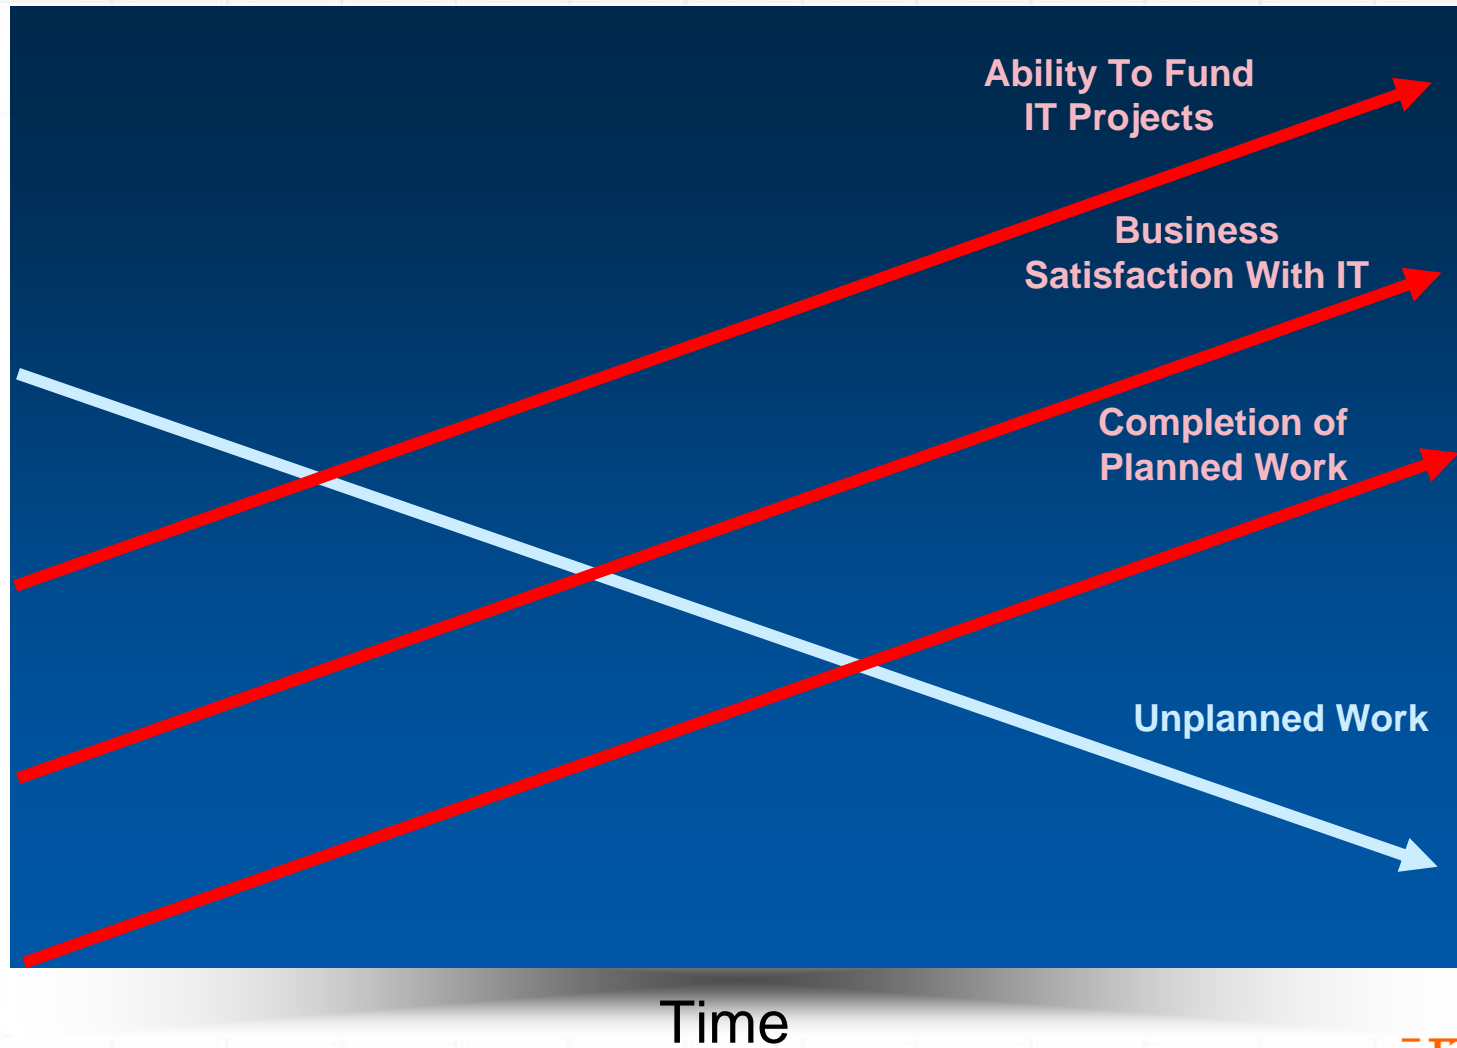 Ability To Fund
IT Projects
Business
Satisfaction With IT
Completion of
Planned Work
Unplanned Work
Time